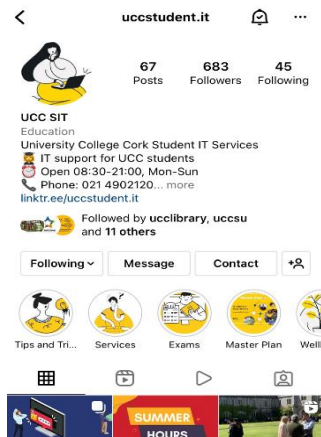 uccstudent.it
67 683 45
Posts Followers Following
UCC SIT
Education
University College Cork Student IT Services
IT support for UCC students
Open 08:30-21:00, Mon-Sun
Phone: 021 4902120... more
linktr.ee/uccstudent.it
Followed by ucclibrary, uccsu
and 11 others
Following Message Contact
Tips and Tri... Services Exams Master Plan Well
SUMMER
HOURS